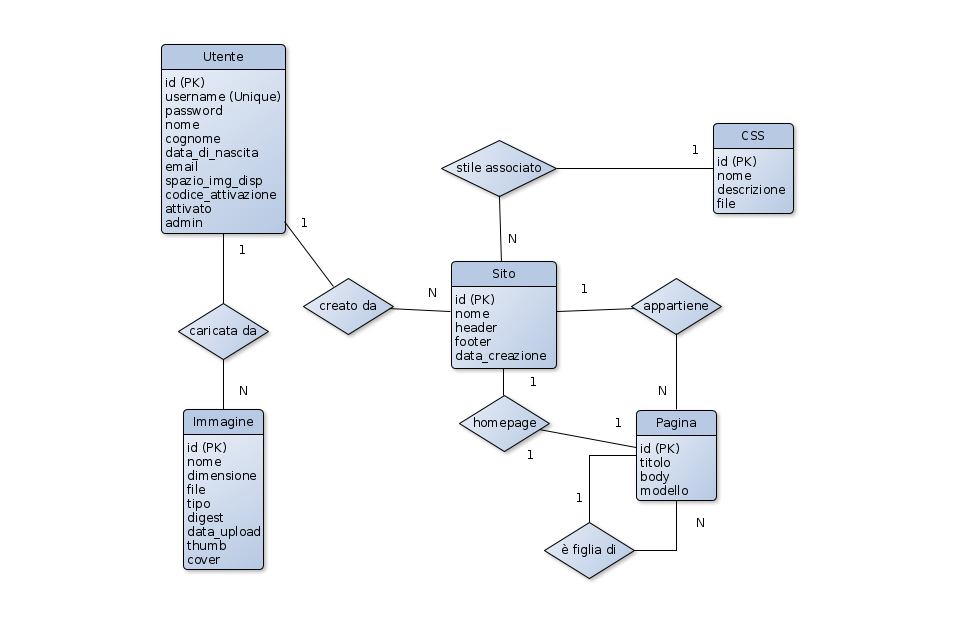 Utente
id (PK)
username (Unique)
password
nome
cognome
data_di_nascita
email
spazio_img_disp
codice_attivazione
attivato
admin
1
1
caricata da
N
Immagine
id (PK)
nome
dimensione
file
tipo
digest
data_upload
thumb
cover
creato da
N
stile associato
1
N
CSS
id (PK)
nome
descrizione
file
Sito
id (PK)
nome
header
footer
data_creazione
1
appartiene
N
1
homepage
1
1
Pagina
id (PK)
titolo
body
modello
1
N
è figlia di